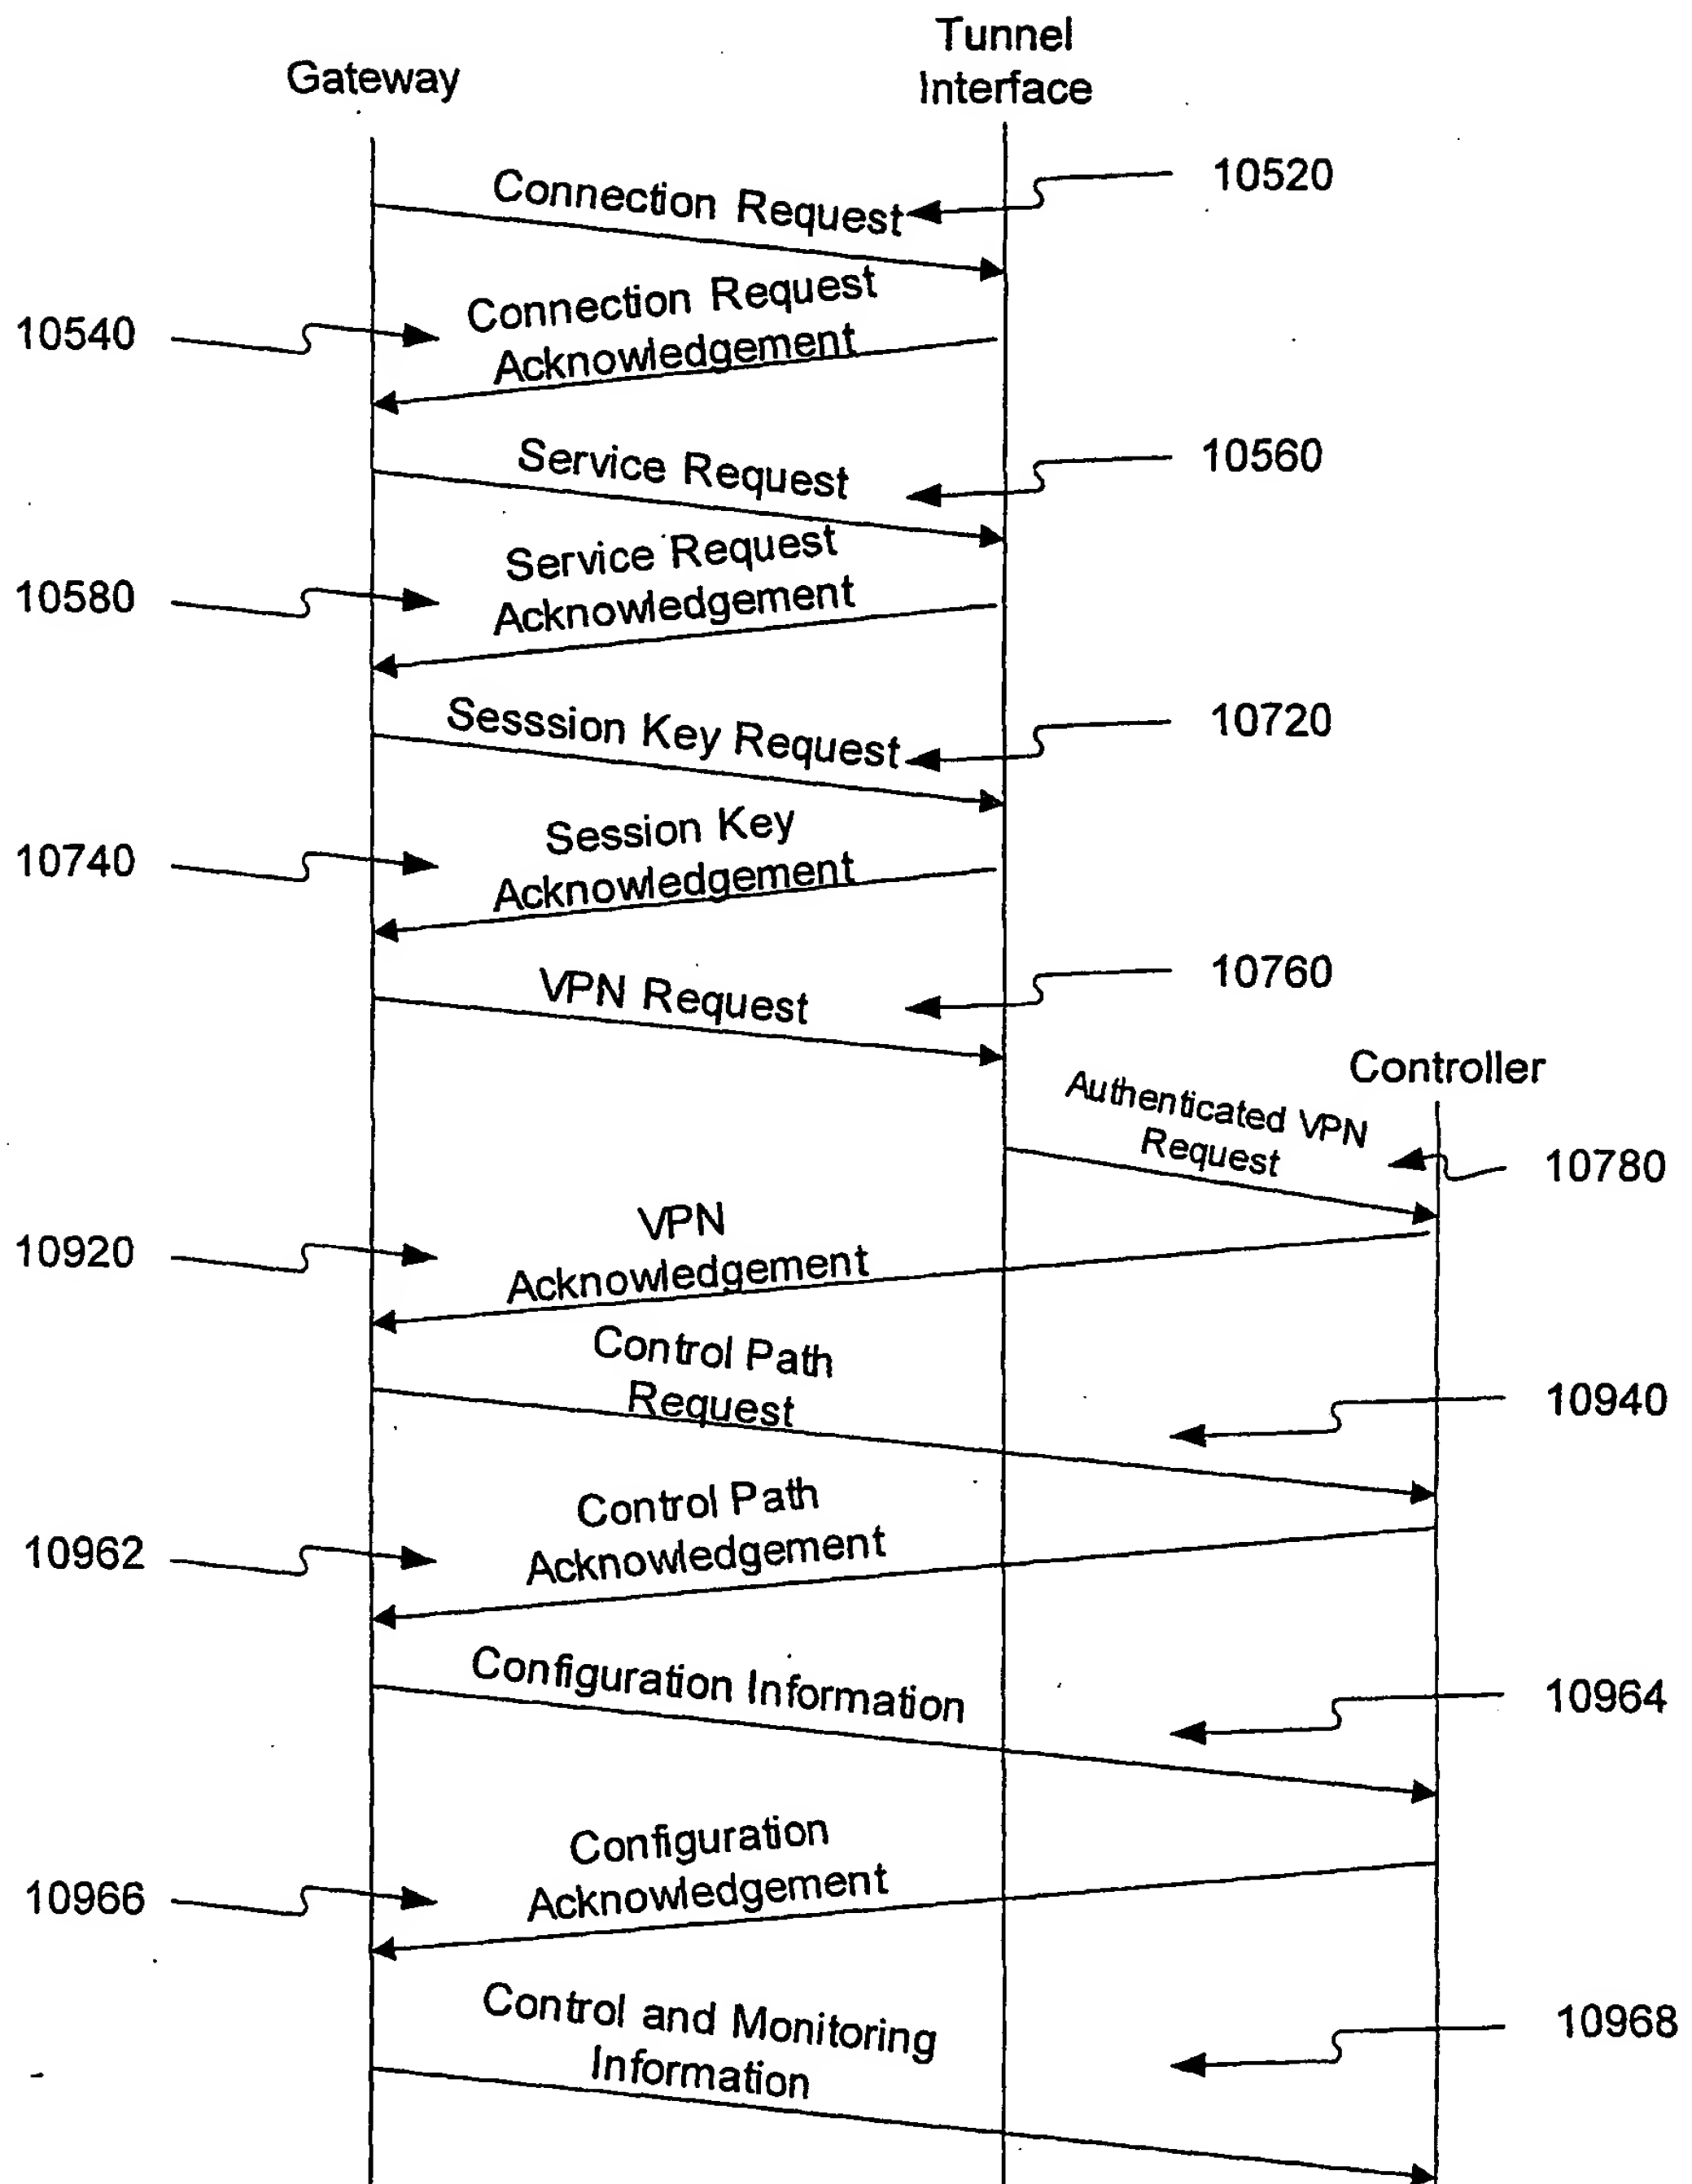 Tunnel
Interface
Gateway
Connection Request
10520
Connection Request
Acknowledgement
10540
Service Request
10560
Service Request
Acknowledgement
10580
Sesssion Key Request
10720
Session Key
Acknowledgement
10740
VPN Request
10760
Controller
Authenticated VPN
Request
10780
VPN
Acknowledgement
10920
Control Path
Request
10940
Control Path
Acknowledgement
10962
Configuration Information
10964
Configuration
Acknowledgement
10966
Control and Monitoring
Information
10968